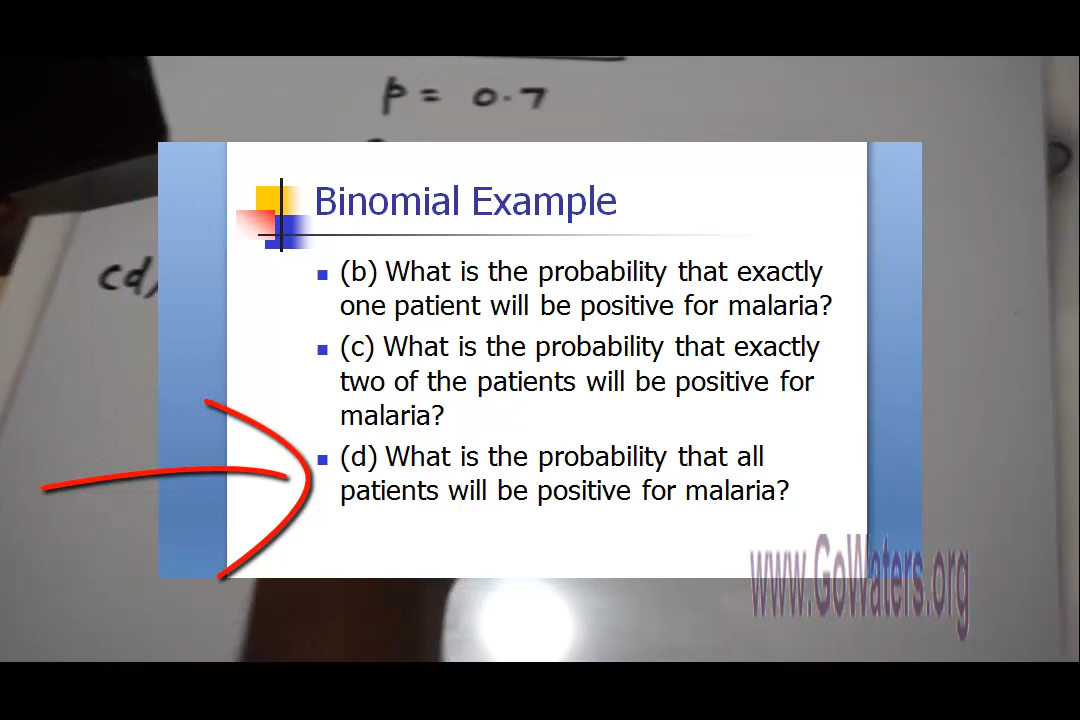 p = 0.7
cd)
Binomial Example
(b) What is the probability that exactly
one patient will be positive for malaria?
(c) What is the probability that exactly
two of the patients will be positive for
malaria?
(d) What is the probability that all
patients will be positive for malaria?
www.GoWaters.org